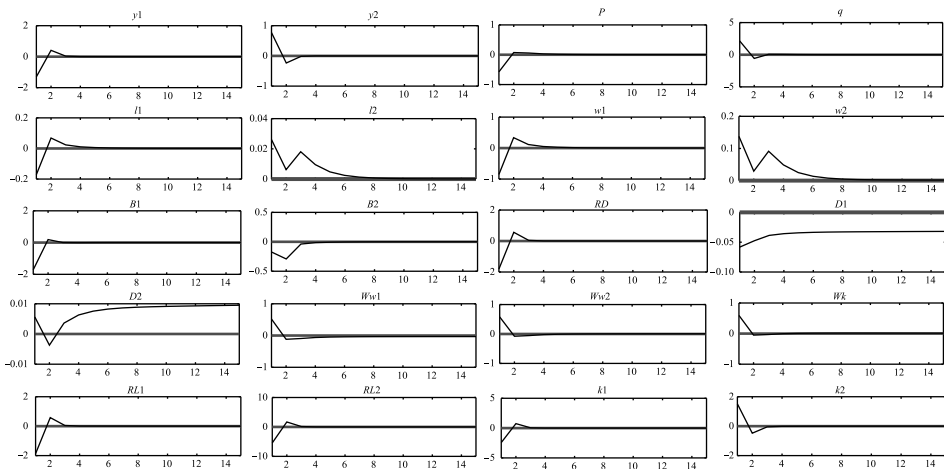 y1 y2 P q
2 2 1 1 5
0 0 0 0
−2 −1 −1 −5
2 4 6 8 10 12 14 2 4 6 8 10 12 14 2 4 6 8 10 12 14 2 4 6 8 10 12 14
l1 l2 w1 w2
0.2 0.04 1 0.2
0 0.02 0 0.1
−0.2 0 −1 0
2 4 6 8 10 12 14 2 4 6 8 10 12 14 2 4 6 8 10 12 14 2 4 6 8 10 12 14
B1 B2 RD D1
2 0.5 2 0
0 0 0 −0.05
−2 −0.5 −2 −0.10
2 4 6 8 10 12 14 2 4 6 8 10 12 14 2 4 6 8 10 12 14 2 4 6 8 10 12 14
D2 Ww1 Ww2 Wk
0.01 1 1 1
0 0 0 0
−0.01 −1 −1 −1
2 4 6 8 10 12 14 2 4 6 8 10 12 14 2 4 6 8 10 12 14 2 4 6 8 10 12 14
RL1 RL2 k1 k2
2 10 5 2
0 0 0 0
−2 −10 −5 −2
2 4 6 8 10 12 14 2 4 6 8 10 12 14 2 4 6 8 10 12 14 2 4 6 8 10 12 14